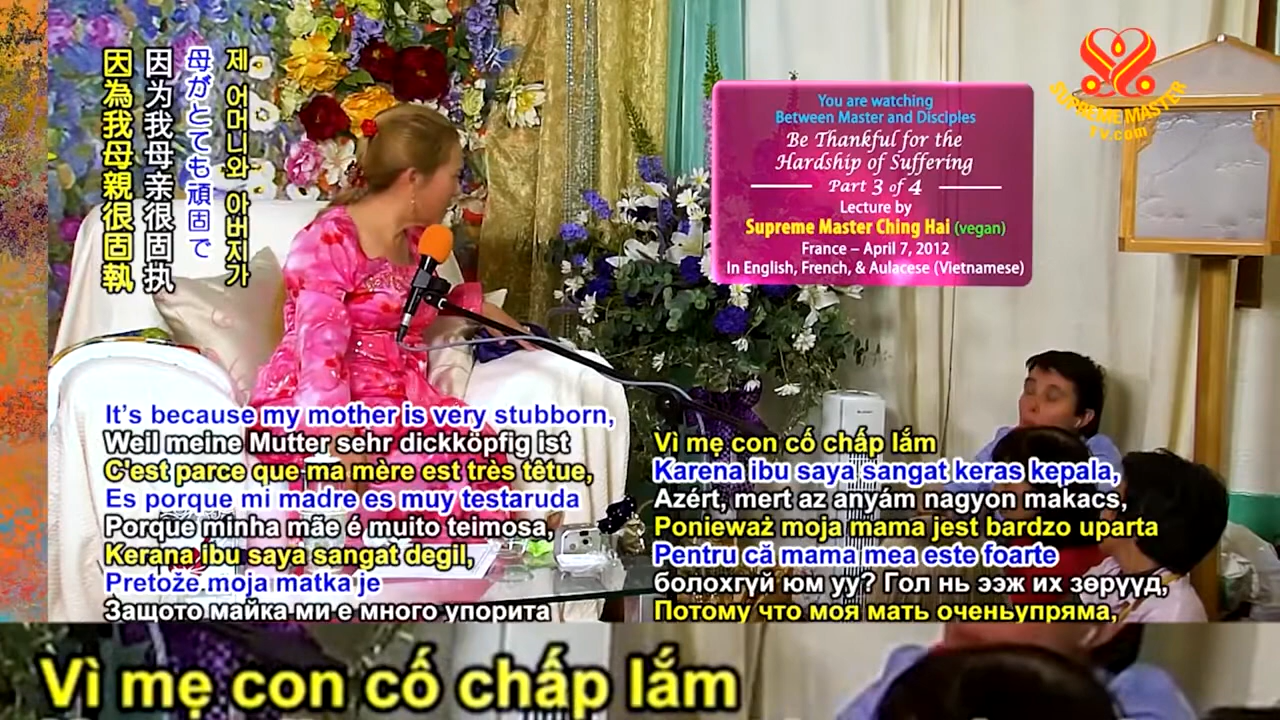 제 어머니와 아버지가
母がとても頑固で
因为我母亲很固执
因為我母親很固執
You are watching
Between Master and Disciples
Be Thankful for the
Hardship of Suffering
Part 3 of 4
Lecture by
Supreme Master Ching Hai (vegan)
France – April 7, 2012
In English, French, & Aulacese (Vietnamese)
SUPREME MASTER
TV.com
It's because my mother is very stubborn,
Weil meine Mutter sehr dickköpfig ist
C'est parce que ma mère est très têtue,
Es porque mi madre es muy testaruda
Porque minha mãe é muito teimosa,
Kerana ibu saya sangat degil,
Pretože moja matka je
Защото майка ми е много упорита
Vì mẹ con cố chấp lắm
Karena ibu saya sangat keras kepala,
Azért, mert az anyám nagyon makacs,
Ponieważ moja mama jest bardzo uparta
Pentru că mama mea este foarte
болохгүй юм уу? Гол нь ээж их зөрүүд,
Потому что моя мать оченьупряма,
Vì mẹ con cố chấp lắm